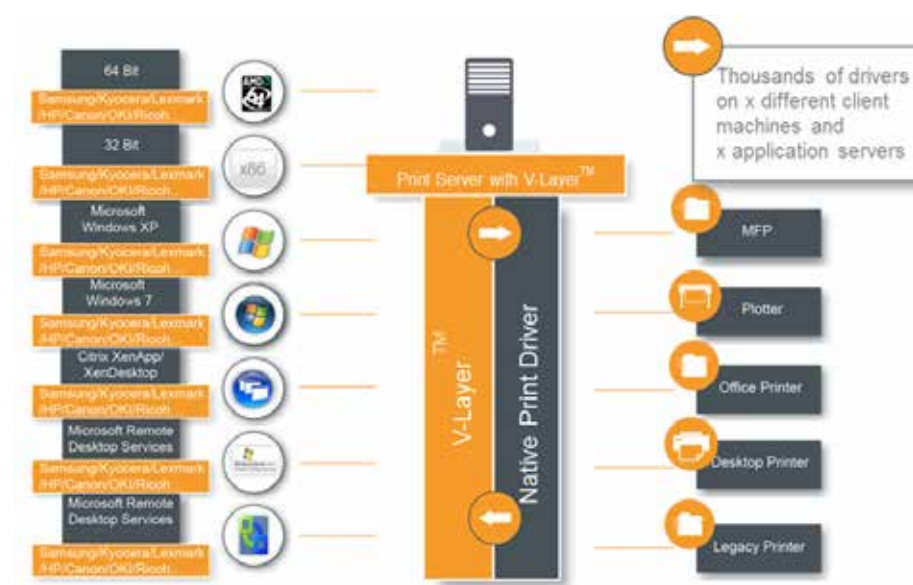 64 Bit
Samsung/Kyocera/Lexmark
/HP/Canon/OKI/Ricoh...
32 Bit
Samsung/Kyocera/Lexmark
/HP/Canon/OKI/Ricoh...
Microsoft
Windows XP
Samsung/Kyocera/Lexmark
/HP/Canon/OKI/Ricoh...
Microsoft
Windows 7
Samsung/Kyocera/Lexmark
/HP/Canon/OKI/Ricoh...
Citrix XenApp/
XenDesktop
Samsung/Kyocera/Lexmark
/HP/Canon/OKI/Ricoh...
Microsoft Remote
Desktop Services
Samsung/Kyocera/Lexmark
/HP/Canon/OKI/Ricoh...
Microsoft Remote
Desktop Services
Samsung/Kyocera/Lexmark
/HP/Canon/OKI/Ricoh...
AMD
64
x86
Print Server with V-Layer™
V-Layer™
Native Print Driver
Thousands of drivers
on x different client
machines and
x application servers
MFP
Plotter
Office Printer
Desktop Printer
Legacy Printer